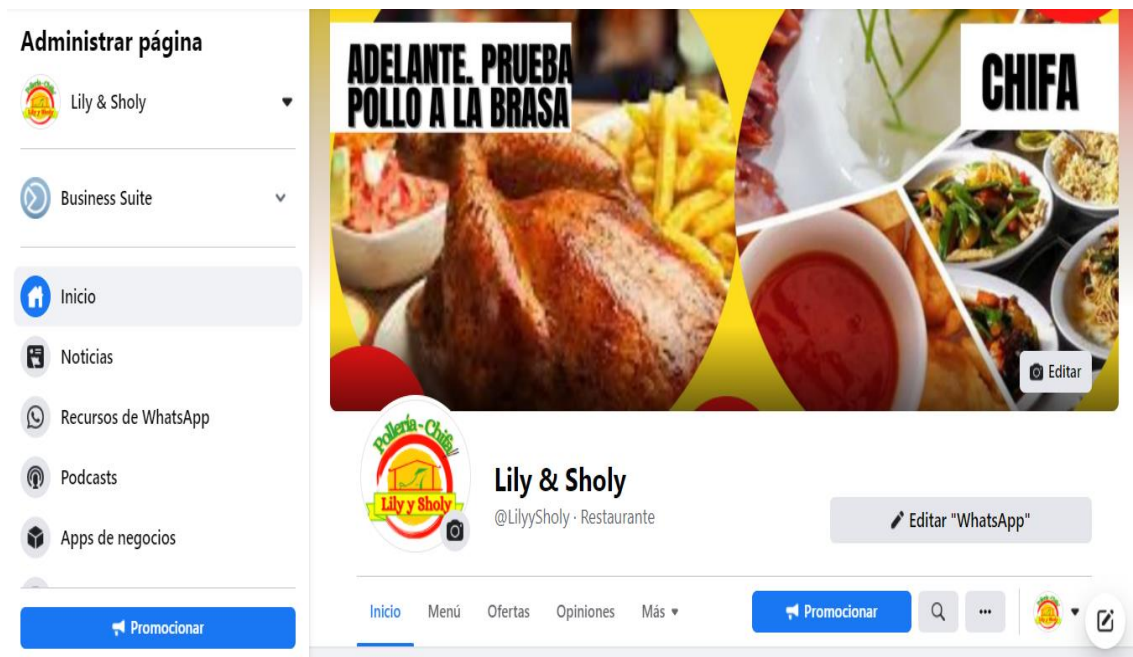 Administrar página
Lily & Sholy
Business Suite
Inicio
Noticias
Recursos de WhatsApp
Podcasts
Apps de negocios
Promocionar
ADELANTE. PRUEBA
POLLO A LA BRASA
CHIFA
Editar
Pollería - Chifa
Lily y Sholy
Lily & Sholy
@LilyySholy · Restaurante
Editar "WhatsApp"
Inicio Menú Ofertas Opiniones Más
Promocionar